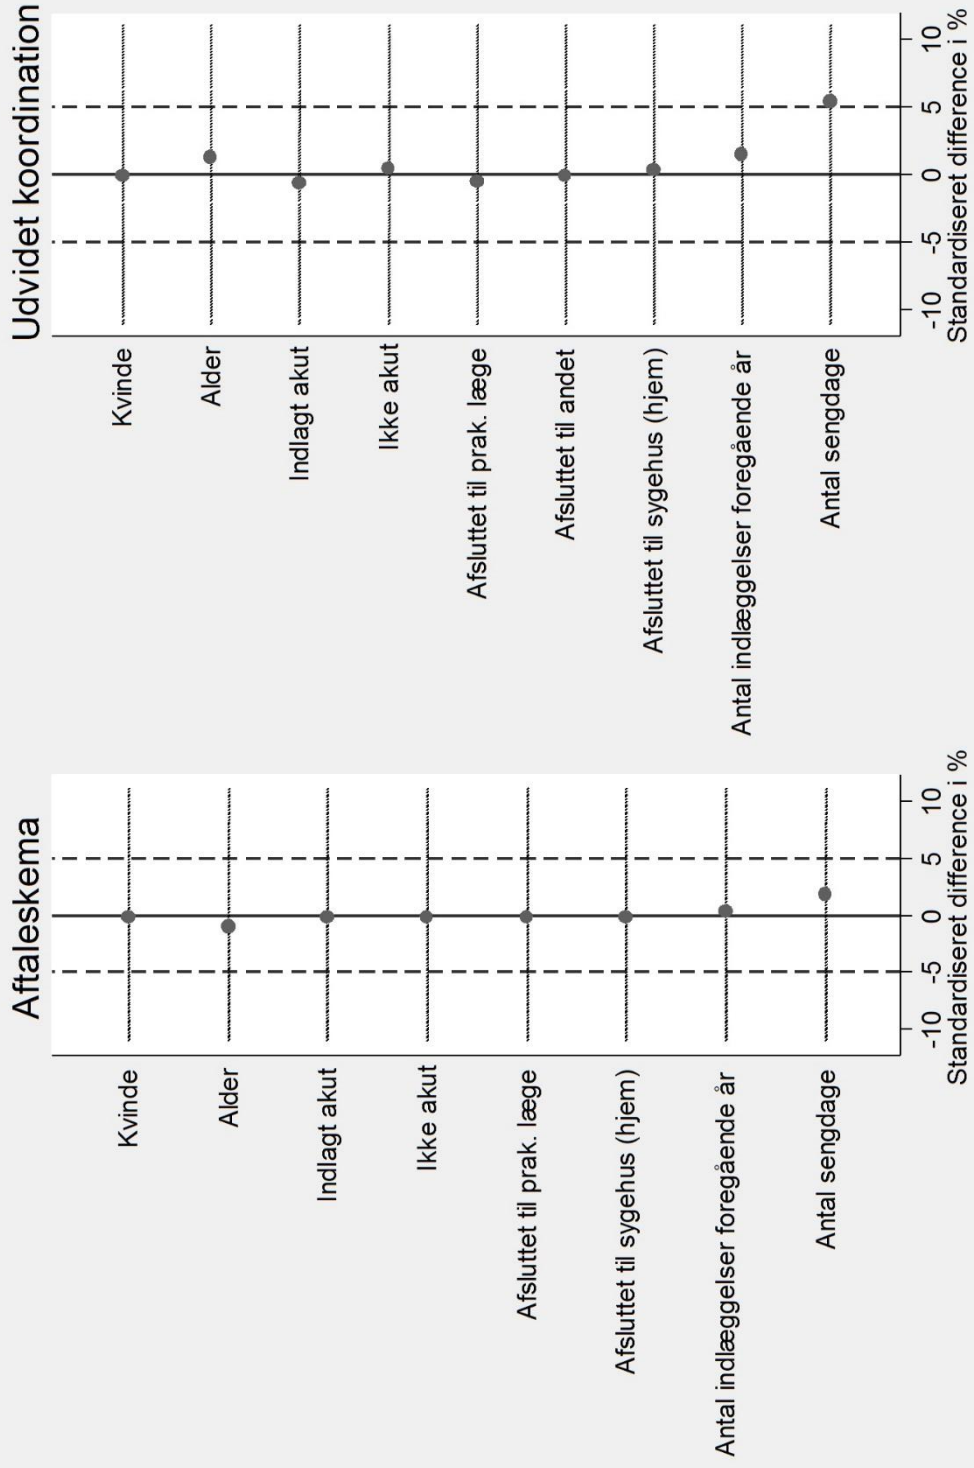 Aftaleskema
Kvinde
Alder
Indlagt akut
Ikke akut
Afsluttet til prak. læge
Afsluttet til sygehus (hjem)
Antal indlæggelser foregående år
Antal sengdage
-10 -5 0 5 10
Standardiseret difference i %
Udvidet koordination
Kvinde
Alder
Indlagt akut
Ikke akut
Afsluttet til prak. læge
Afsluttet til andet
Afsluttet til sygehus (hjem)
Antal indlæggelser foregående år
Antal sengdage
-10 -5 0 5 10
Standardiseret difference i %